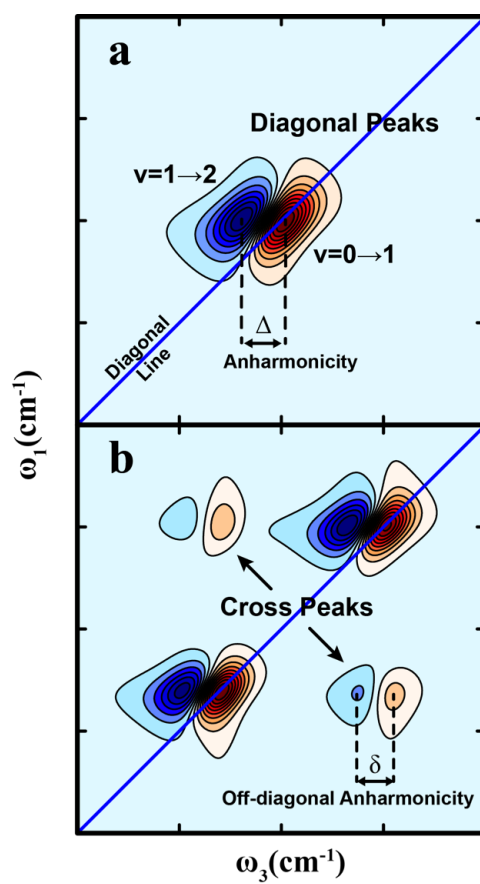 a
Diagonal Peaks
v=1→2
v=0→1
Δ
Anharmonicity
Diagonal
Line
ω₁(cm⁻¹)
b
Cross Peaks
δ
Off-diagonal Anharmonicity
ω₃(cm⁻¹)